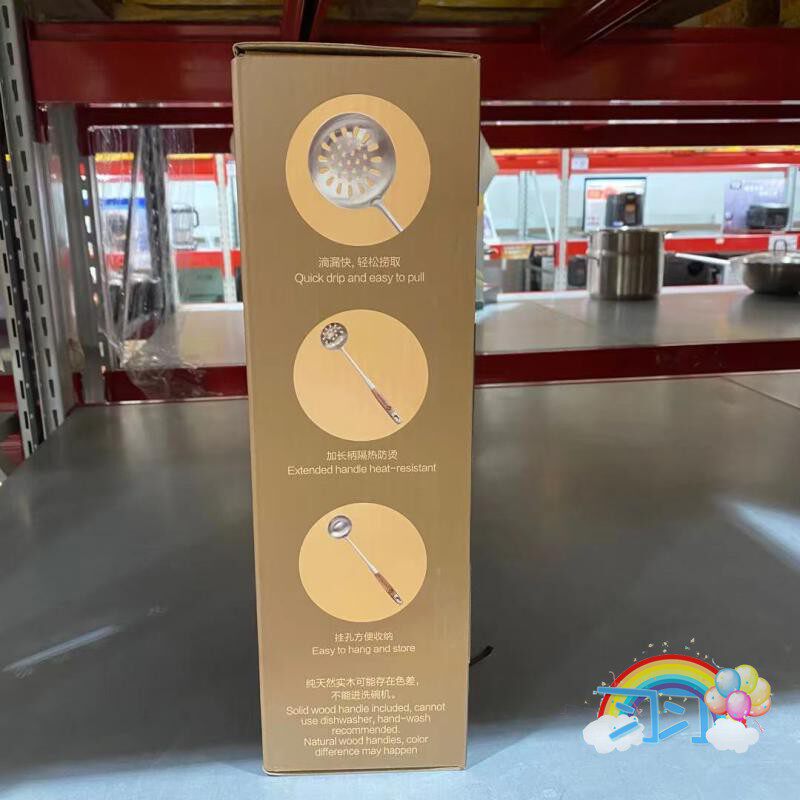 滴漏快, 轻松捞取
Quick drip and easy to pull
加长柄隔热防烫
Extended handle heat-resistant
挂孔方便收纳
Easy to hang and store
纯天然实木可能存在色差,
不能进洗碗机。
Solid wood handle included, cannot
use dishwasher, hand-wash
recommended.
Natural wood handles, color
difference may happen
习习